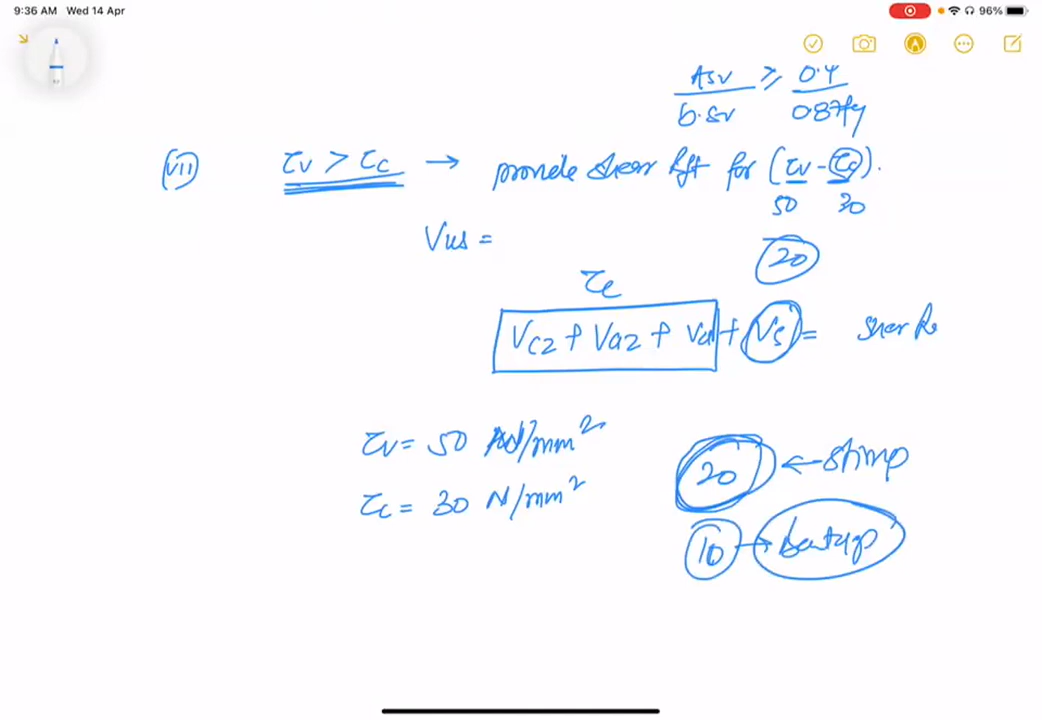 9:36 AM Wed 14 Apr 96%
Asv / b.sv ≥ 0.4 / 0.87fy
(vii) τv > τc → provide shear rft for (τv - τc).
50 30
Vus =
20
τc
Vcz + Vaz + Vd + Vs = shear Re
τv = 50 N/mm²
20 ← stirrup
τc = 30 N/mm²
10 → bentup